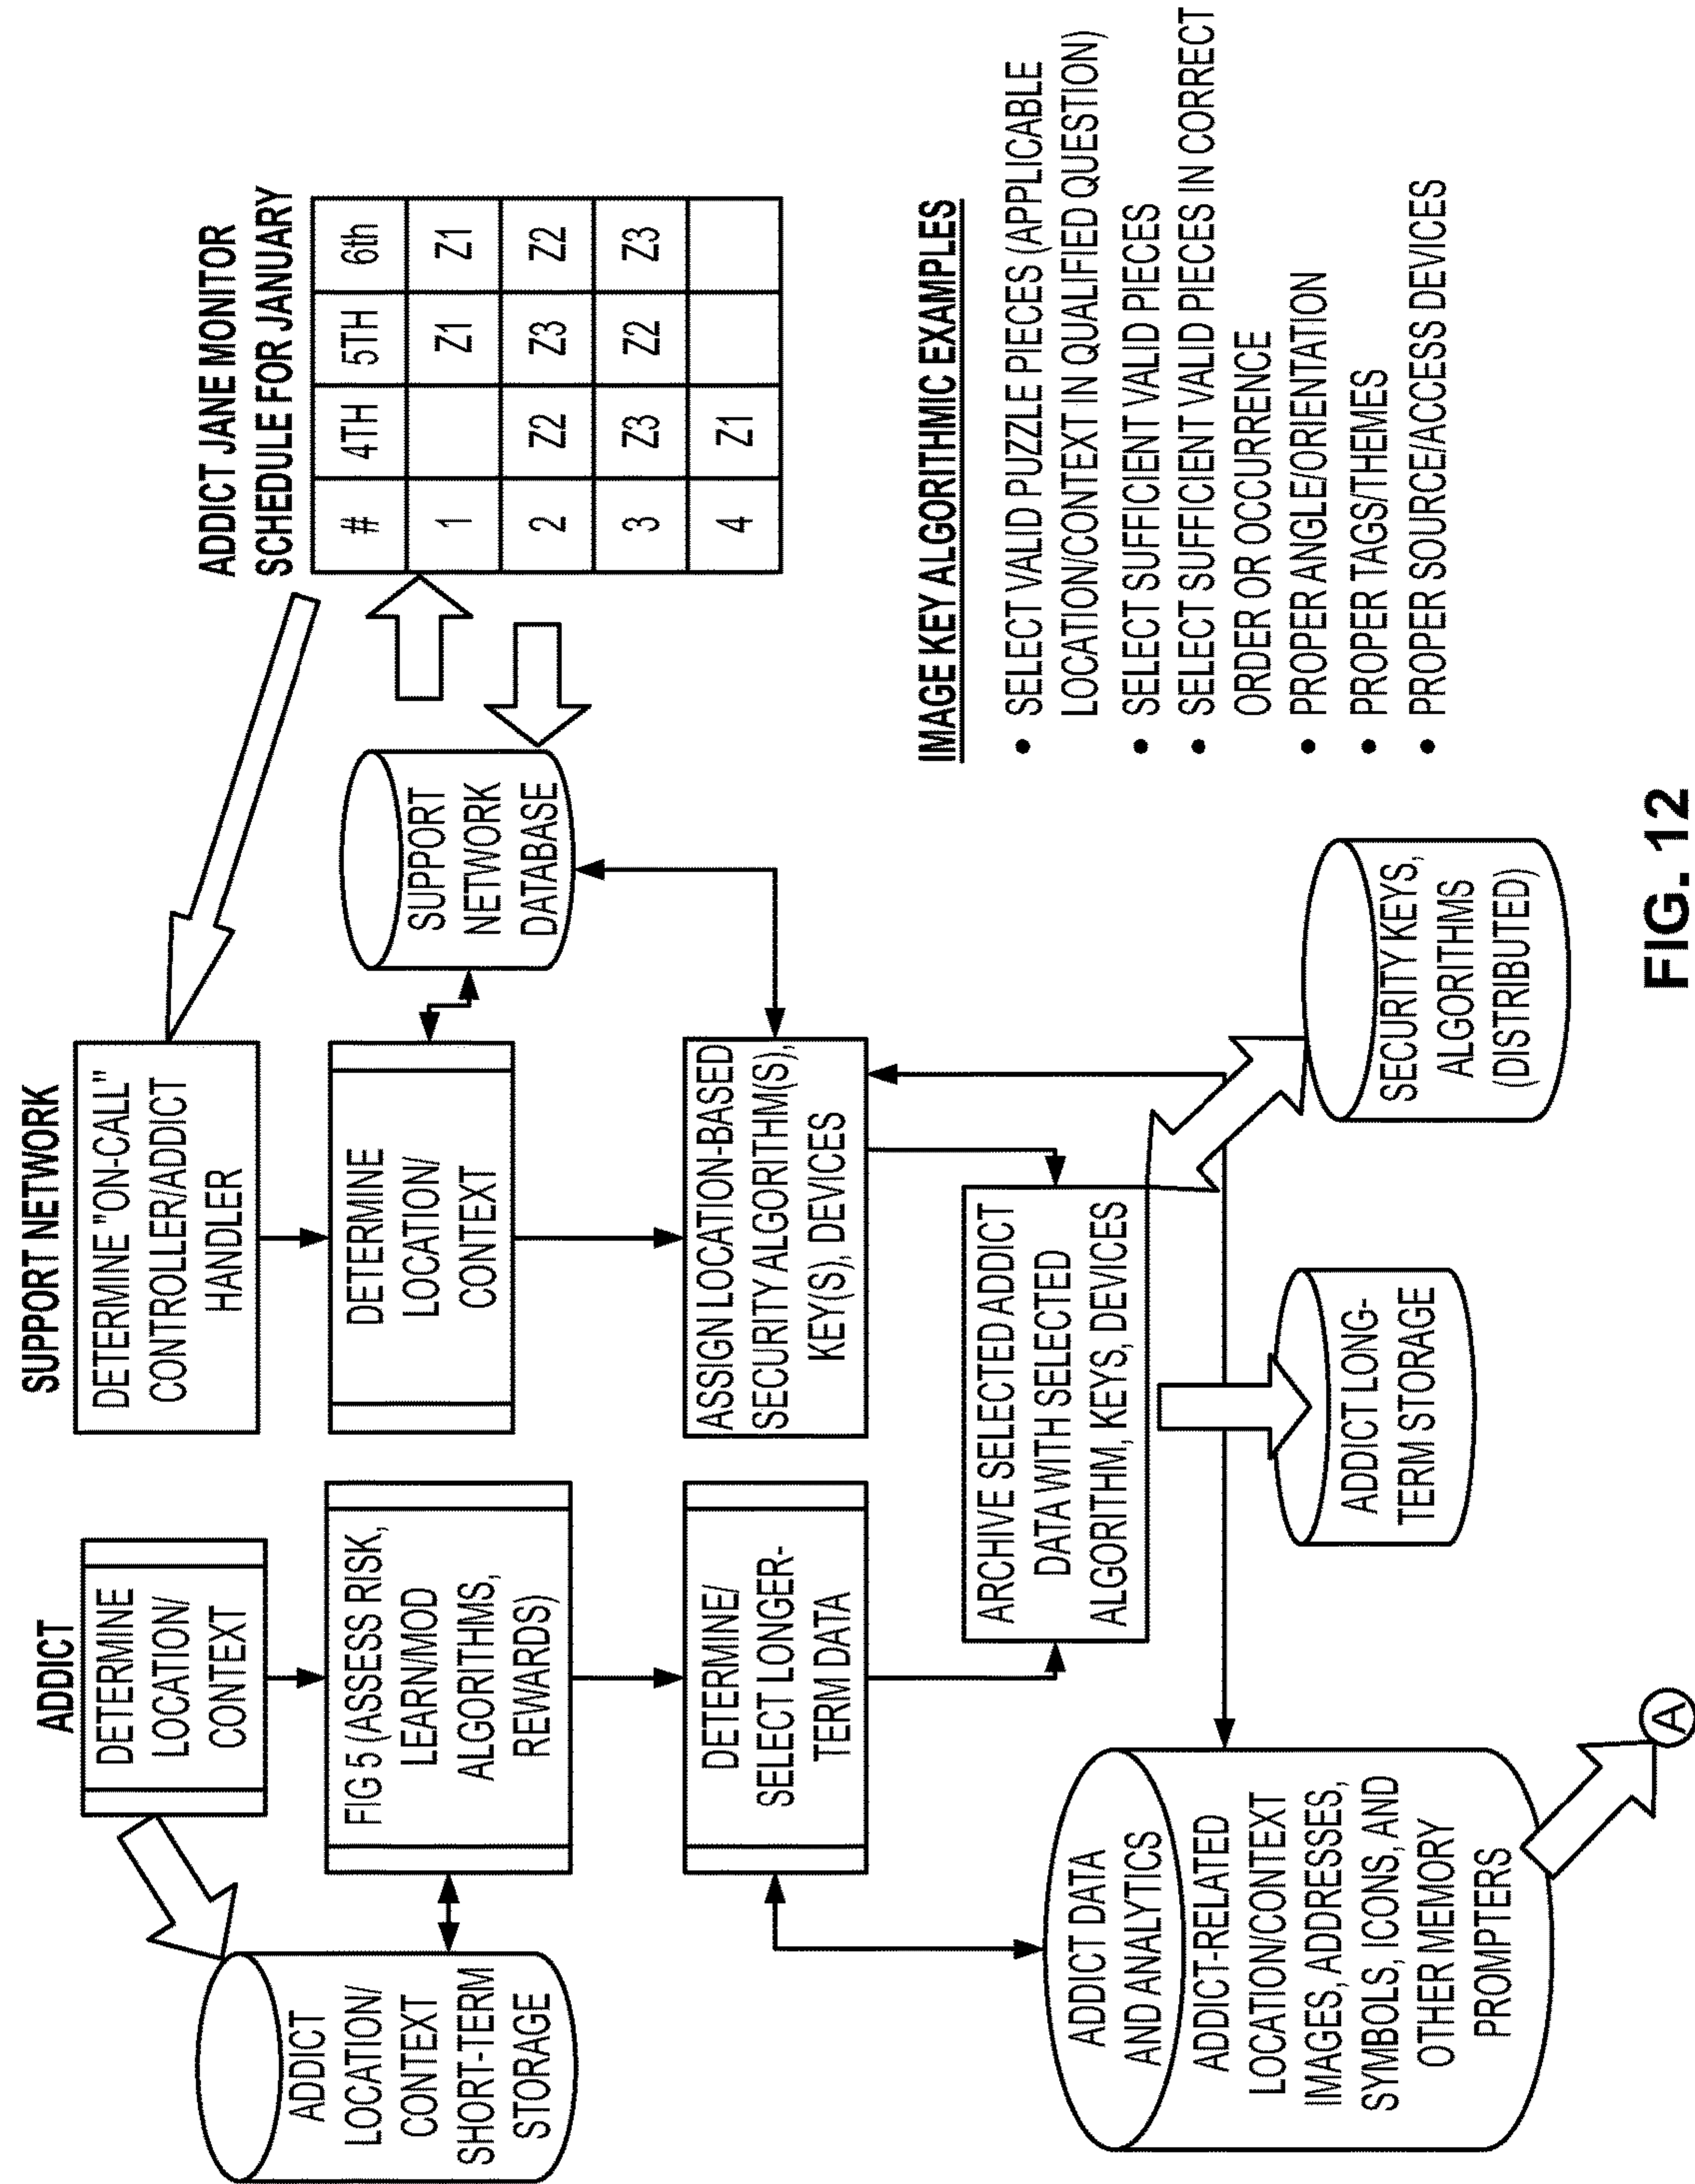 ADDICT
DETERMINE
LOCATION/
CONTEXT
ADDICT
LOCATION/
CONTEXT
SHORT-TERM
STORAGE
FIG 5 (ASSESS RISK,
LEARN/MOD
ALGORITHMS,
REWARDS)
DETERMINE/
SELECT LONGER-
TERM DATA
ADDICT DATA
AND ANALYTICS
ADDICT-RELATED
LOCATION/CONTEXT
IMAGES, ADDRESSES,
SYMBOLS, ICONS, AND
OTHER MEMORY
PROMPTERS
A
SUPPORT NETWORK
DETERMINE "ON-CALL"
CONTROLLER/ADDICT
HANDLER
DETERMINE
LOCATION/
CONTEXT
SUPPORT
NETWORK
DATABASE
ASSIGN LOCATION-BASED
SECURITY ALGORITHM(S),
KEY(S), DEVICES
ARCHIVE SELECTED ADDICT
DATA WITH SELECTED
ALGORITHM, KEYS, DEVICES
ADDICT LONG-
TERM STORAGE
SECURITY KEYS,
ALGORITHMS
(DISTRIBUTED)
ADDICT JANE MONITOR
SCHEDULE FOR JANUARY
# 4TH 5TH 6th
1 Z1 Z1
2 Z2 Z3 Z2
3 Z3 Z2 Z3
4 Z1
IMAGE KEY ALGORITHMIC EXAMPLES
• SELECT VALID PUZZLE PIECES (APPLICABLE
LOCATION/CONTEXT IN QUALIFIED QUESTION)
• SELECT SUFFICIENT VALID PIECES
• SELECT SUFFICIENT VALID PIECES IN CORRECT
ORDER OR OCCURRENCE
• PROPER ANGLE/ORIENTATION
• PROPER TAGS/THEMES
• PROPER SOURCE/ACCESS DEVICES
FIG. 12